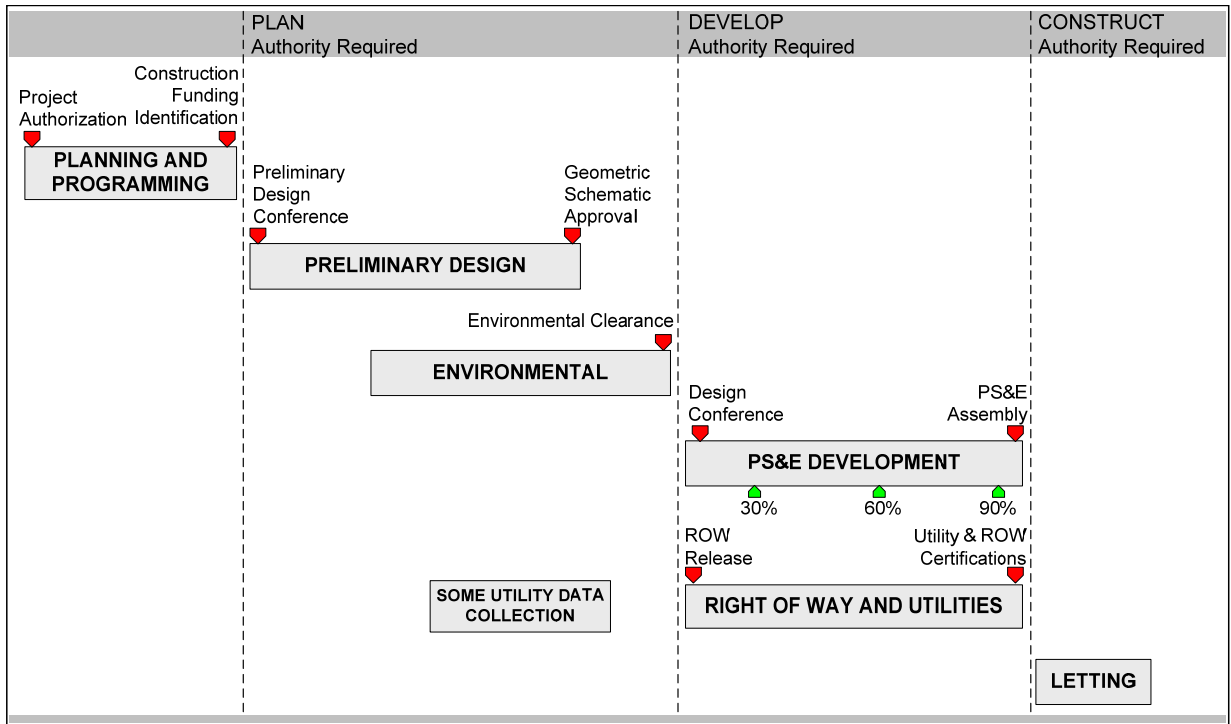 PLAN
Authority Required
DEVELOP
Authority Required
CONSTRUCT
Authority Required
Project
Authorization
Construction
Funding
Identification
PLANNING AND
PROGRAMMING
Preliminary
Design
Conference
Geometric
Schematic
Approval
PRELIMINARY DESIGN
Environmental Clearance
ENVIRONMENTAL
Design
Conference
PS&E
Assembly
PS&E DEVELOPMENT
30%
60%
90%
ROW
Release
Utility & ROW
Certifications
SOME UTILITY DATA
COLLECTION
RIGHT OF WAY AND UTILITIES
LETTING